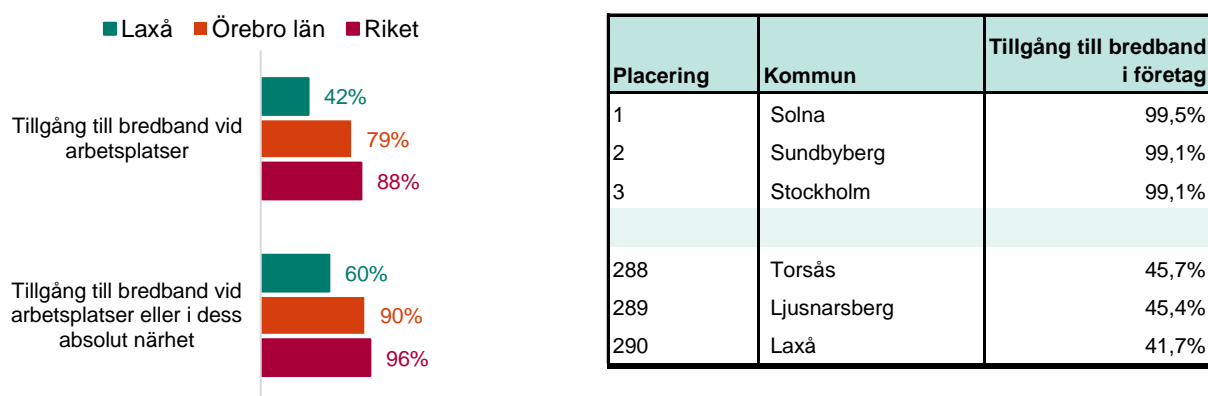 Laxå Örebro län Riket
Tillgång till bredband vid
arbetsplatser
42%
79%
88%
Tillgång till bredband vid
arbetsplatser eller i dess
absolut närhet
60%
90%
96%
Placering Kommun Tillgång till bredband i företag
1 Solna 99,5%
2 Sundbyberg 99,1%
3 Stockholm 99,1%
288 Torsås 45,7%
289 Ljusnarsberg 45,4%
290 Laxå 41,7%